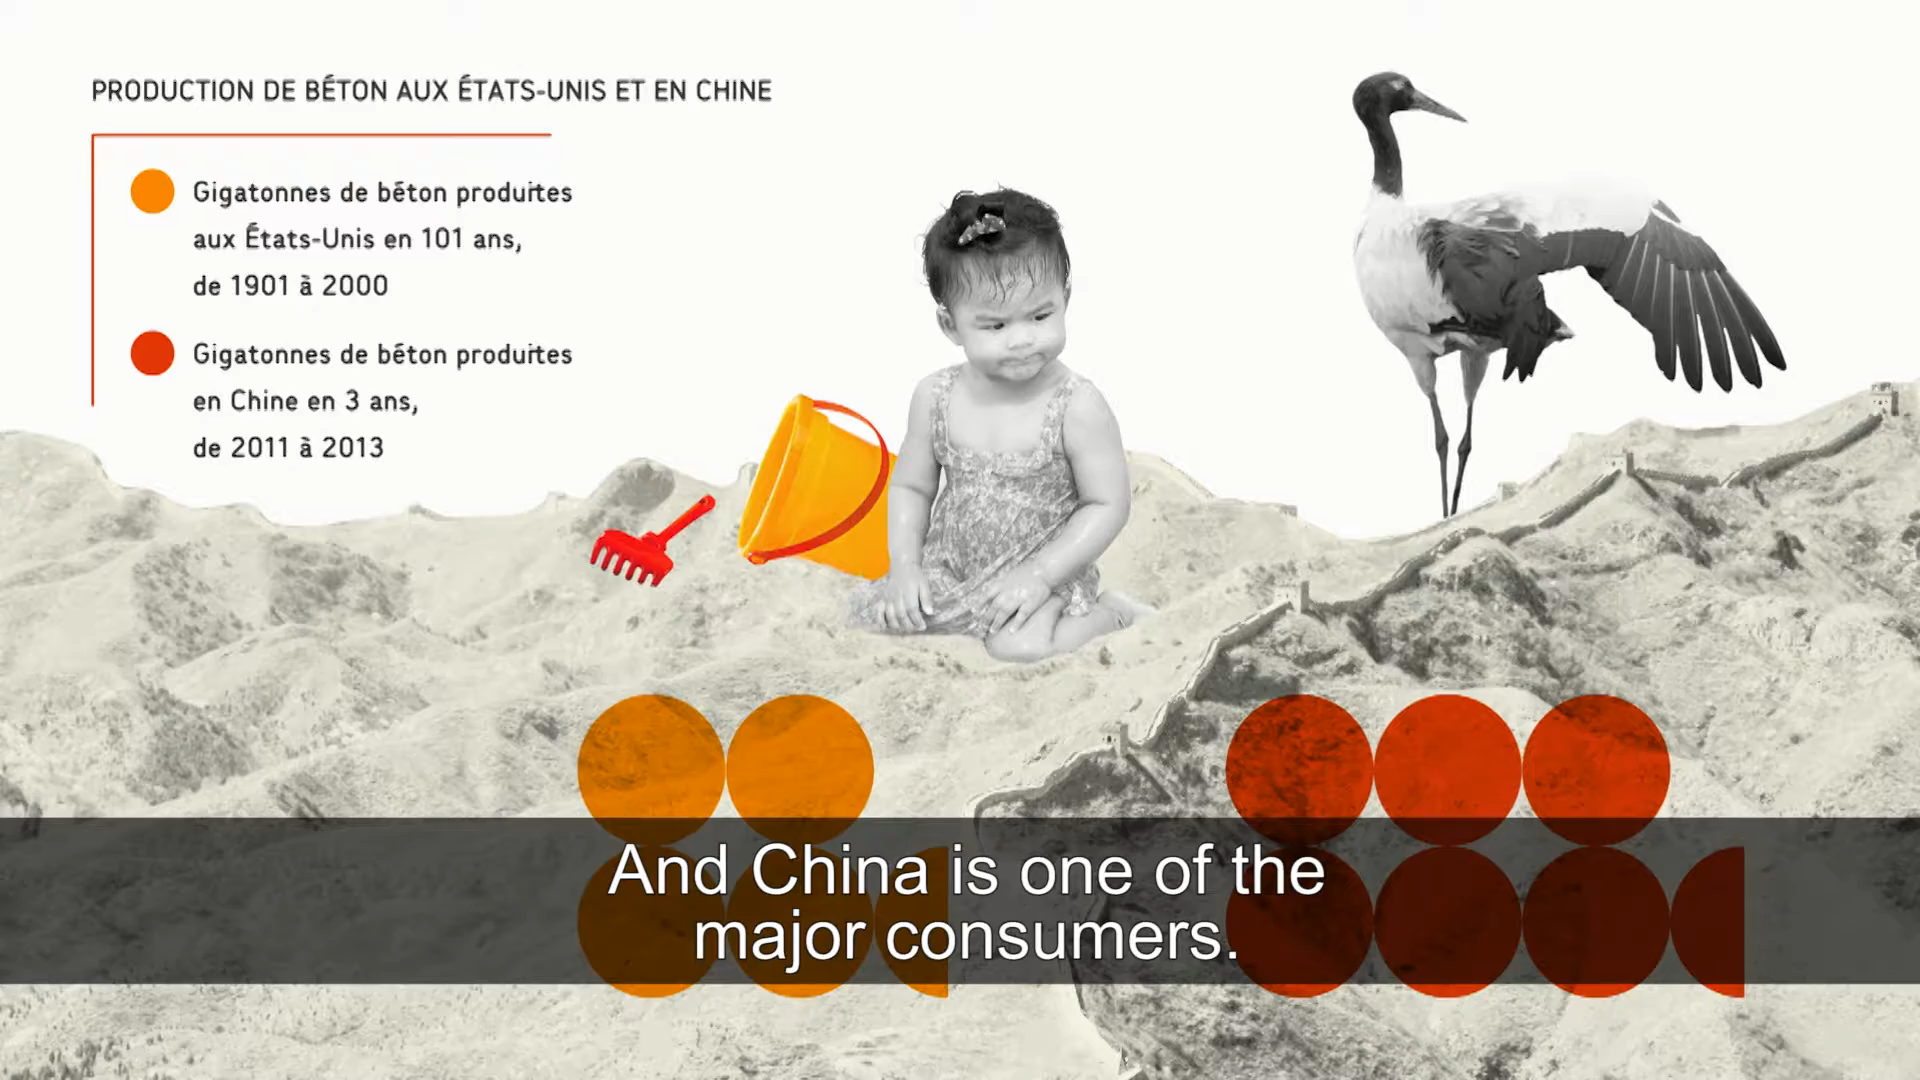 PRODUCTION DE BÉTON AUX ÉTATS-UNIS ET EN CHINE
Gigatonnes de béton produites
aux États-Unis en 101 ans,
de 1901 à 2000
Gigatonnes de béton produites
en Chine en 3 ans,
de 2011 à 2013
And China is one of the
major consumers.